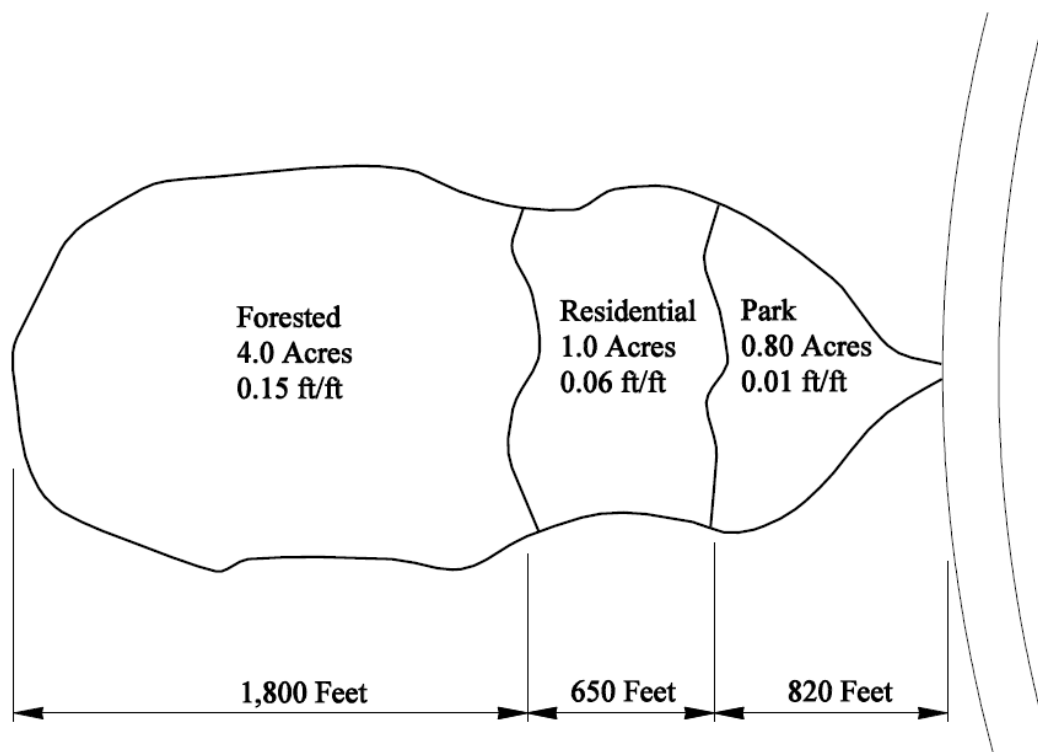 Forested
4.0 Acres
0.15 ft/ft
Residential
1.0 Acres
0.06 ft/ft
Park
0.80 Acres
0.01 ft/ft
1,800 Feet
650 Feet
820 Feet